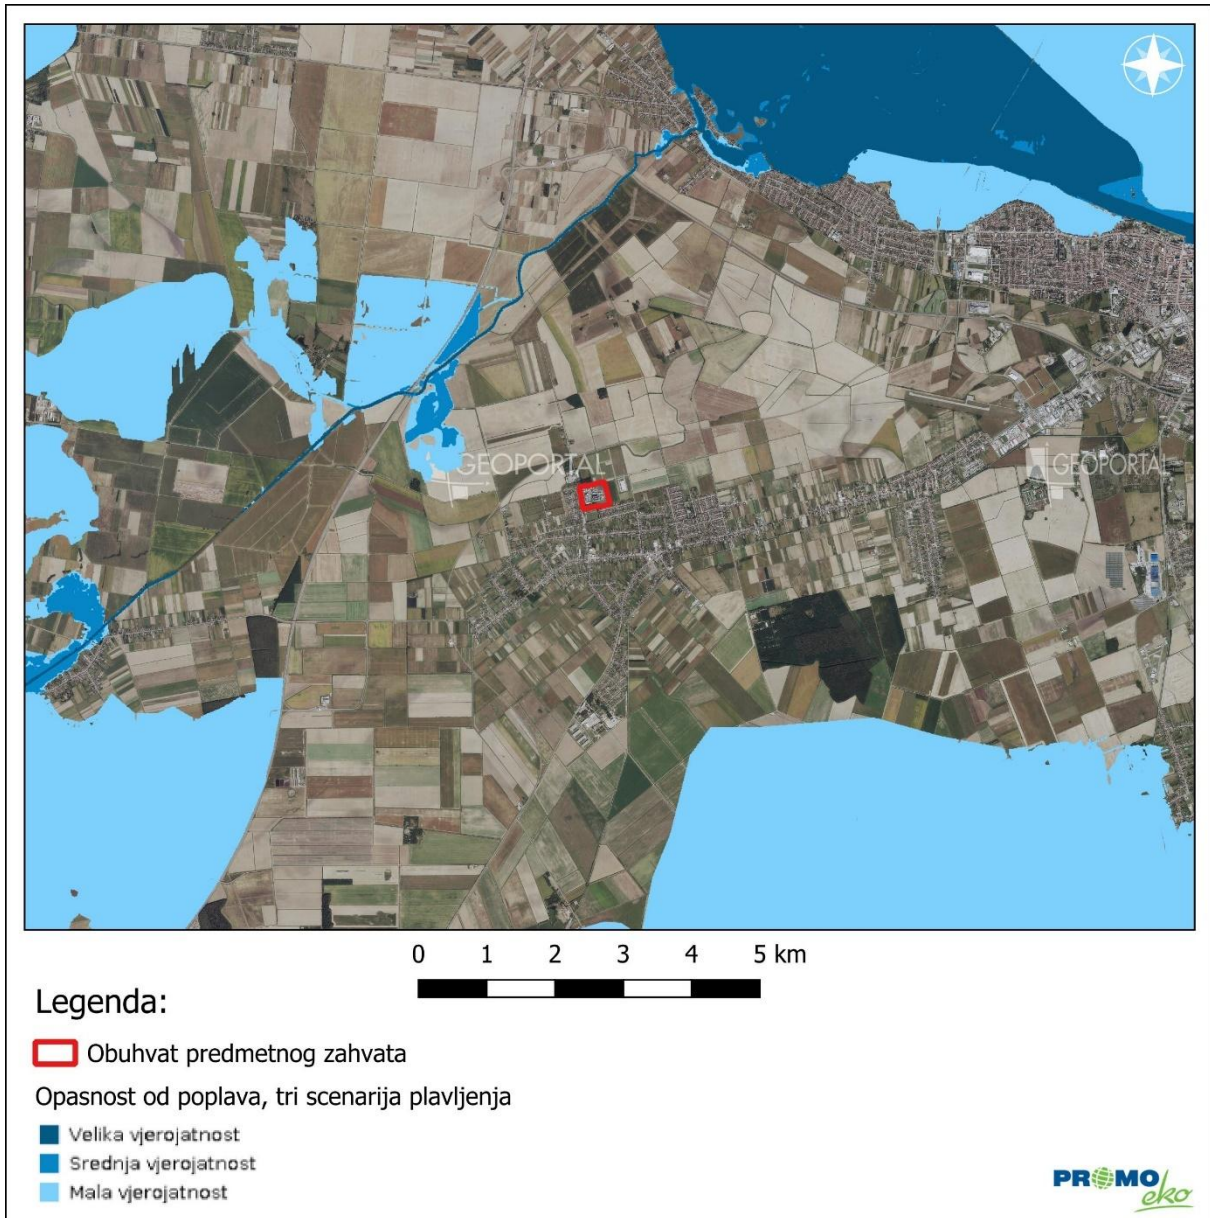 GEOPORTAL
GEOPORTAL
0 1 2 3 4 5 km
Legenda:
Obuhvat predmetnog zahvata
Opasnost od poplava, tri scenarija plavljenja
Velika vjerojatnost
Srednja vjerojatnost
Mala vjerojatnost
PROMO
eko